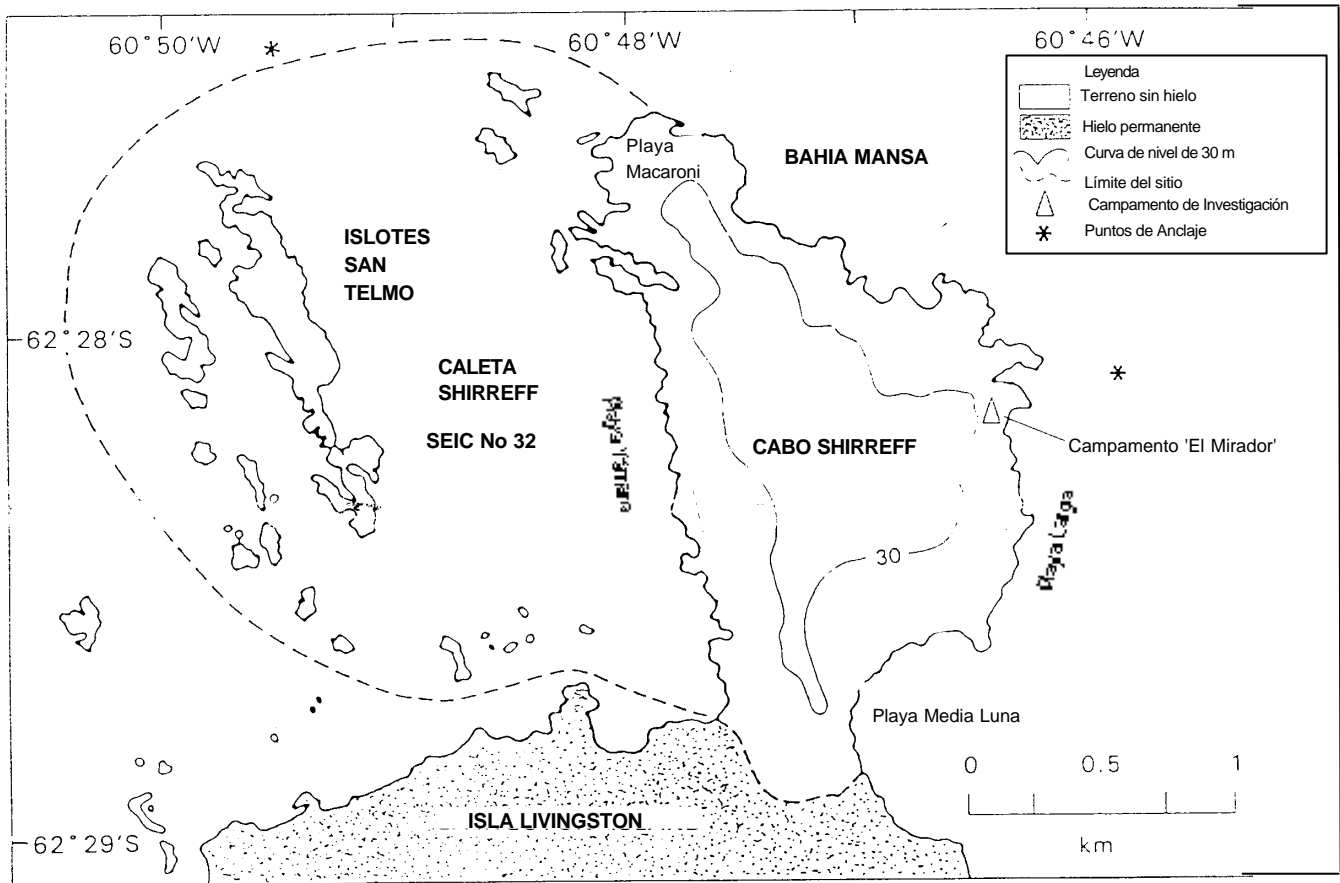 60°50'W
60°48'W
60°46'W
Leyenda
Terreno sin hielo
Hielo permanente
Curva de nivel de 30 m
Límite del sitio
Campamento de Investigación
Puntos de Anclaje
Playa
Macaroni
BAHIA MANSA
ISLOTES
SAN
TELMO
62°28'S
CALETA
SHIRREFF
SEIC No 32
CABO SHIRREFF
Campamento 'El Mirador'
Playa Larga
30
Playa Media Luna
0 0.5 1
km
ISLA LIVINGSTON
62°29'S